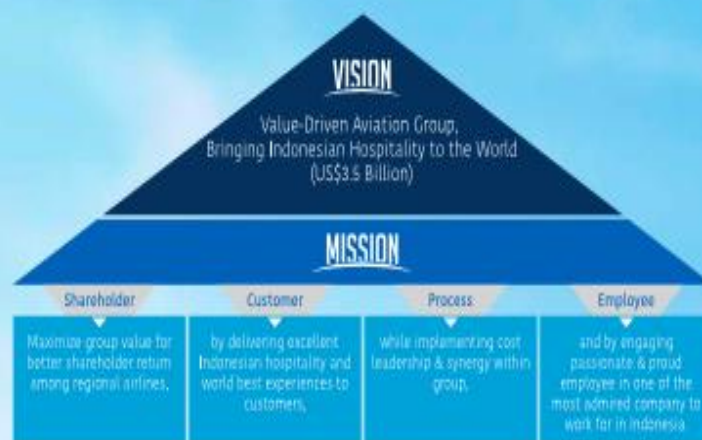 VISION
Value-Driven Aviation Group,
Bringing Indonesian Hospitality to the World
(US$3.5 Billion)
MISSION
Shareholder
Maximize group value for
better shareholder return
among regional airlines,
Customer
by delivering excellent
Indonesian hospitality and
world best experiences to
customers,
Process
while implementing cost
leadership & synergy within
group,
Employee
and by engaging
passionate & proud
employee in one of the
most admired company to
work for in indonesia